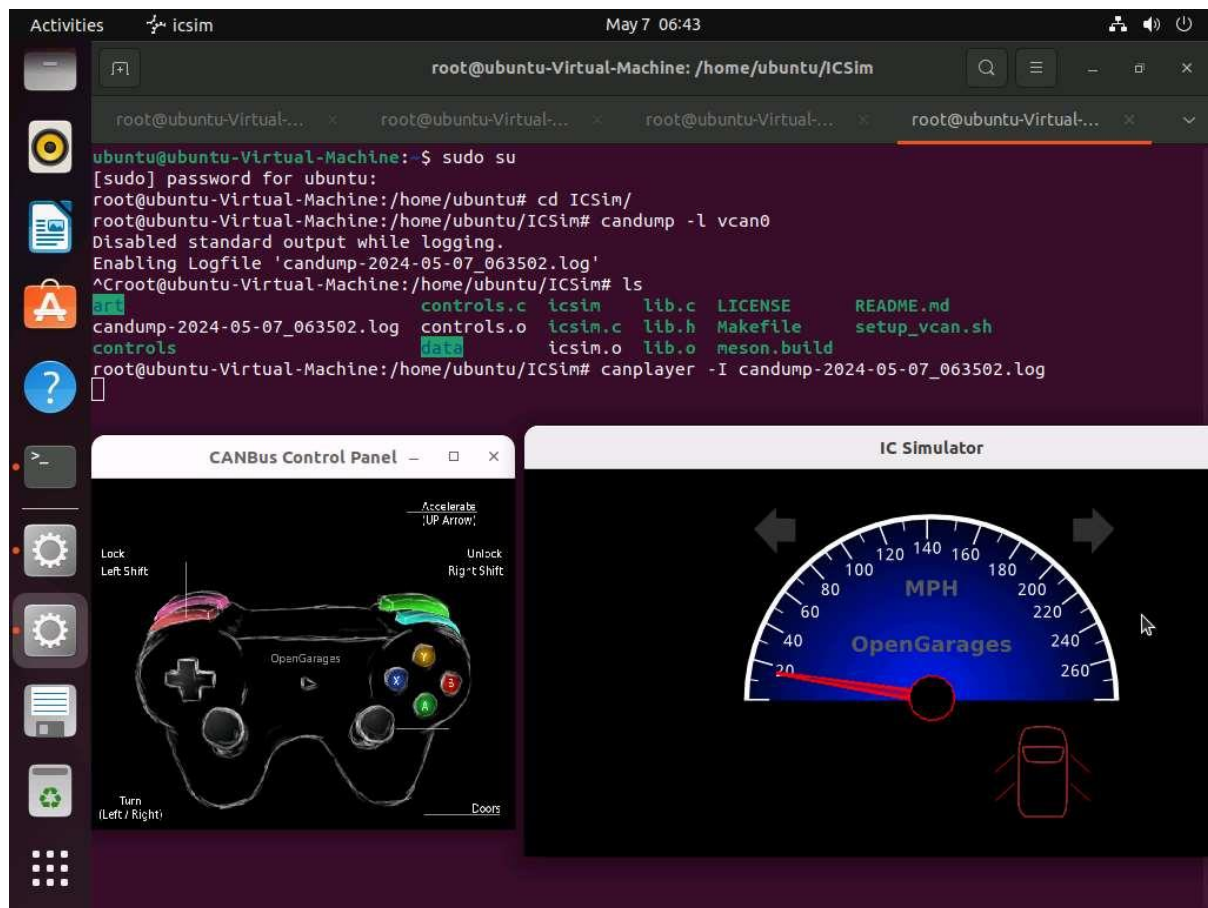 Activities icsim May 7 06:43
root@ubuntu-Virtual-Machine: /home/ubuntu/ICSim
root@ubuntu-Virtual-... root@ubuntu-Virtual-... root@ubuntu-Virtual-... root@ubuntu-Virtual-...
ubuntu@ubuntu-Virtual-Machine:~$ sudo su
[sudo] password for ubuntu:
root@ubuntu-Virtual-Machine:/home/ubuntu# cd ICSim/
root@ubuntu-Virtual-Machine:/home/ubuntu/ICSim# candump -l vcan0
Disabled standard output while logging.
Enabling Logfile 'candump-2024-05-07_063502.log'
^Croot@ubuntu-Virtual-Machine:/home/ubuntu/ICSim# ls
art controls.c icsim lib.c LICENSE README.md
candump-2024-05-07_063502.log controls.o icsim.c lib.h Makefile setup_vcan.sh
controls data icsim.o lib.o meson.build
root@ubuntu-Virtual-Machine:/home/ubuntu/ICSim# canplayer -I candump-2024-05-07_063502.log
CANBus Control Panel
Accelerate
(UP Arrow)
Lock
Left Shift
Unlock
Right Shift
OpenGarages
Y
X
B
A
Turn
(Left / Right)
Doors
IC Simulator
20 40 60 80 100 120 140 160 180 200 220 240 260
MPH
OpenGarages